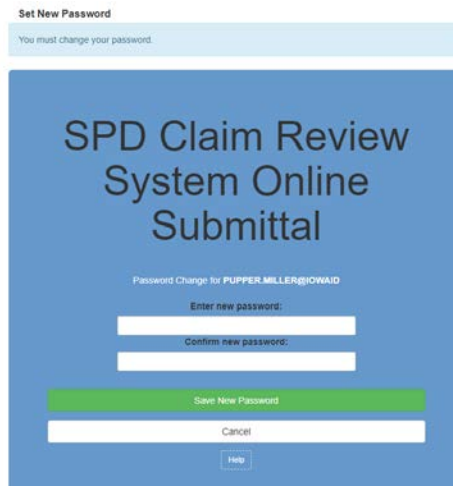 Set New Password
You must change your password.
SPD Claim Review
System Online
Submittal
Password Change for PUPPER.MILLER@IOWAID
Enter new password:
Confirm new password:
Save New Password
Cancel
Help